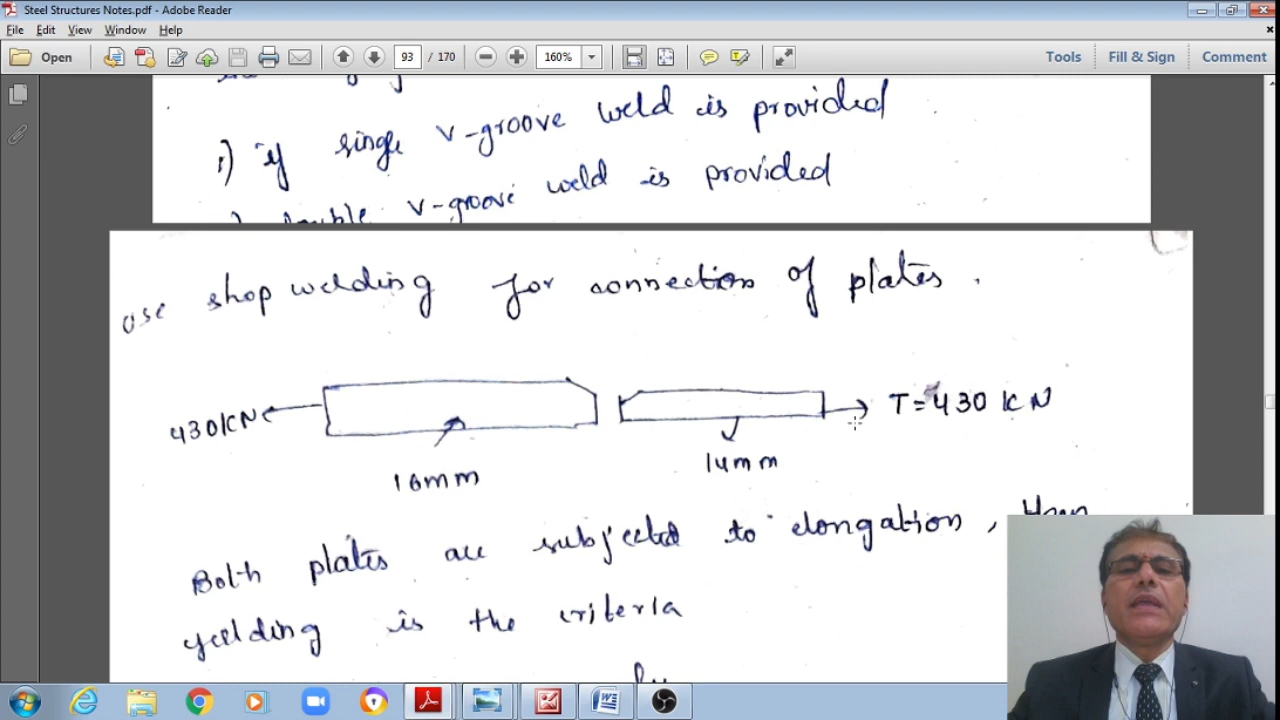 Steel Structures Notes.pdf - Adobe Reader
File Edit View Window Help
Open 93 / 170 160% Tools Fill & Sign Comment
i) if single v-groove weld is provided
double v-groove weld is provided
use shop welding for connection of plates.
430KN T=430 KN
16mm 14mm
Both plates are subjected to elongation, then
yielding is the criteria